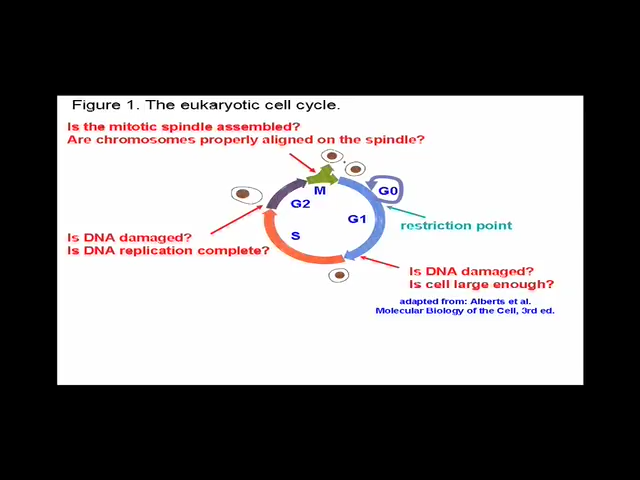 Figure 1. The eukaryotic cell cycle.
Is the mitotic spindle assembled?
Are chromosomes properly aligned on the spindle?
M
G0
G2
G1
restriction point
S
Is DNA damaged?
Is DNA replication complete?
Is DNA damaged?
Is cell large enough?
adapted from: Alberts et al.
Molecular Biology of the Cell, 3rd ed.